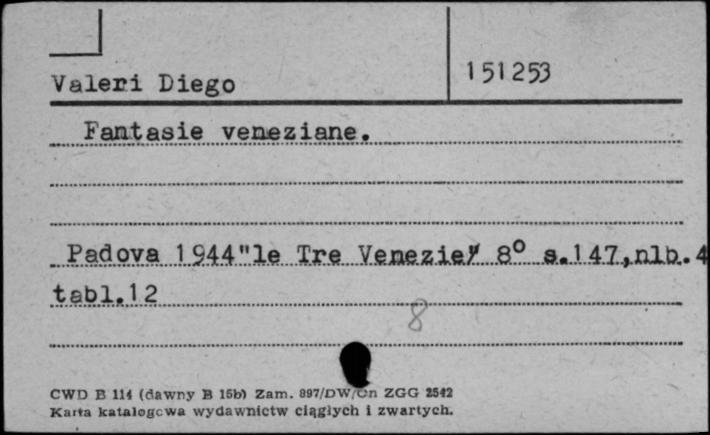 Valeri Diego 151253
Fantasie veneziane.
Padova 1944"le Tre Venezie" 8° s.147,nlb.4
tabl.12
8
CWD B 114 (dawny B 15b) Zam. 897/DW/On ZGG 2542
Karta katalogowa wydawnictw ciągłych i zwartych.